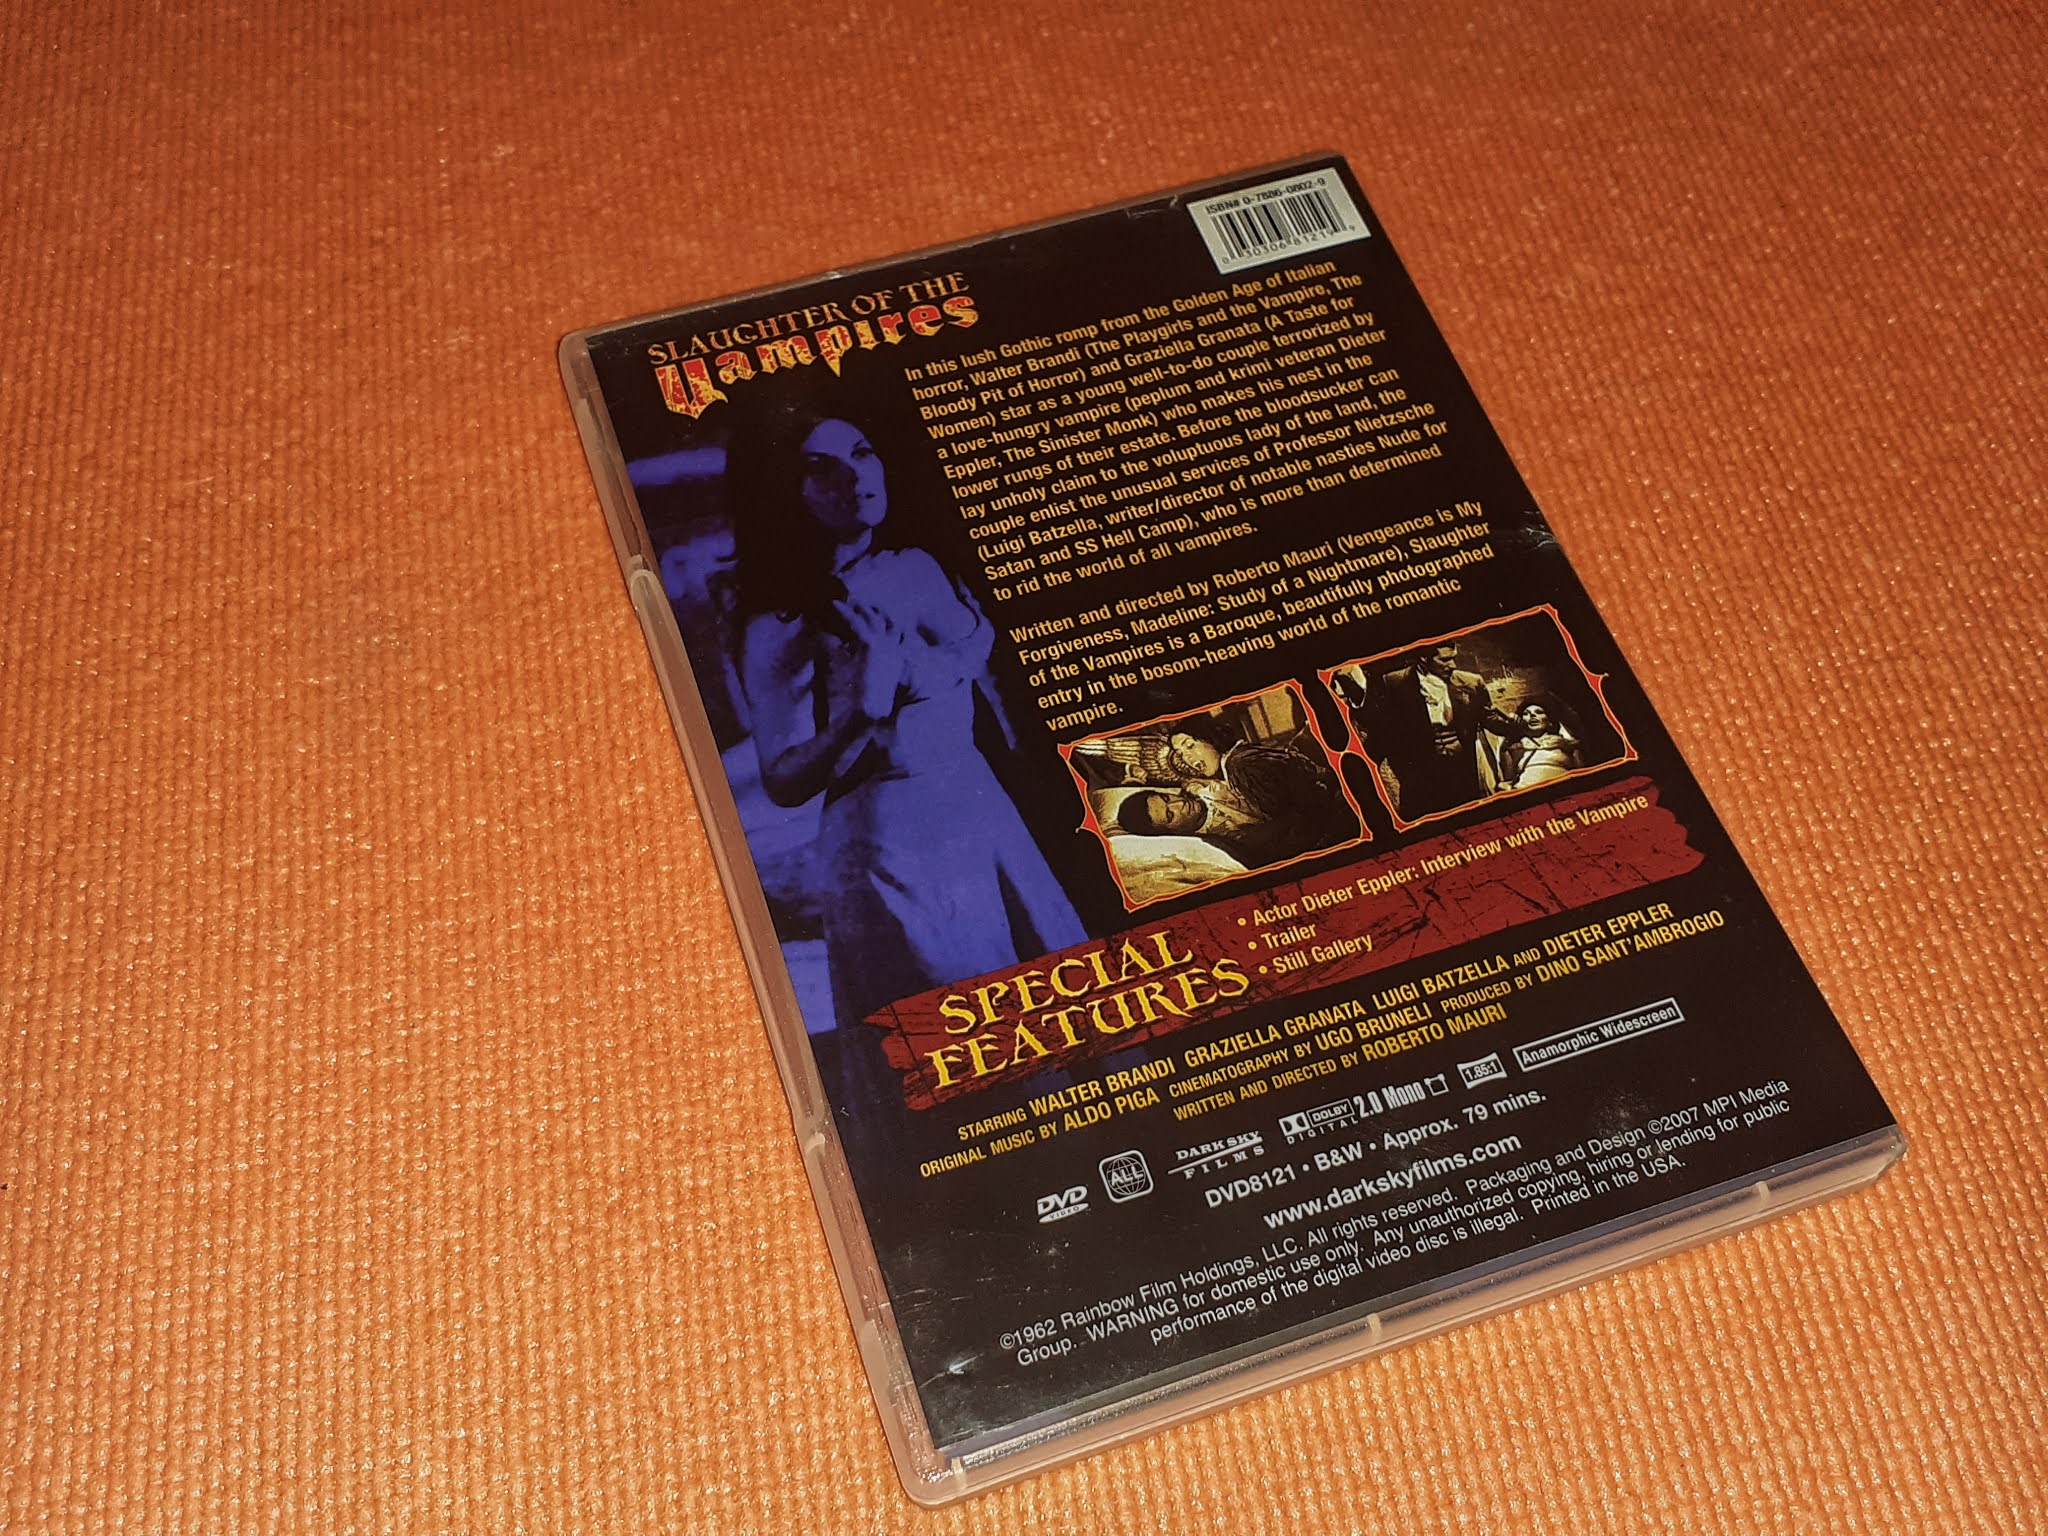 ISBN# 0-7886-0602-9
0 30306 81219 9
SLAUGHTER OF THE
Vampires
In this lush Gothic romp from the Golden Age of Italian
horror, Walter Brandi (The Playgirls and the Vampire, The
Bloody Pit of Horror) and Graziella Granata (A Taste for
Women) star as a young well-to-do couple terrorized by
a love-hungry vampire (peplum and krimi veteran Dieter
Eppler, The Sinister Monk) who makes his nest in the
lower rungs of their estate. Before the bloodsucker can
lay unholy claim to the voluptuous lady of the land, the
couple enlist the unusual services of Professor Nietzsche
(Luigi Batzella, writer/director of notable nasties Nude for
Satan and SS Hell Camp), who is more than determined
to rid the world of all vampires.
Written and directed by Roberto Mauri (Vengeance is My
Forgiveness, Madeline: Study of a Nightmare), Slaughter
of the Vampires is a Baroque, beautifully photographed
entry in the bosom-heaving world of the romantic
vampire.
SPECIAL
FEATURES
• Actor Dieter Eppler: Interview with the Vampire
• Trailer
• Still Gallery
STARRING WALTER BRANDI GRAZIELLA GRANATA LUIGI BATZELLA AND DIETER EPPLER
ORIGINAL MUSIC BY ALDO PIGA CINEMATOGRAPHY BY UGO BRUNELI PRODUCED BY DINO SANT'AMBROGIO
WRITTEN AND DIRECTED BY ROBERTO MAURI
DVD
VIDEO
ALL
DARK SKY
FILMS
DOLBY
DIGITAL
2.0 Mono
1.85:1
Anamorphic Widescreen
DVD8121 • B&W • Approx. 79 mins.
www.darkskyfilms.com
©1962 Rainbow Film Holdings, LLC. All rights reserved. Packaging and Design ©2007 MPI Media
Group. WARNING for domestic use only. Any unauthorized copying, hiring or lending for public
performance of the digital video disc is illegal. Printed in the USA.